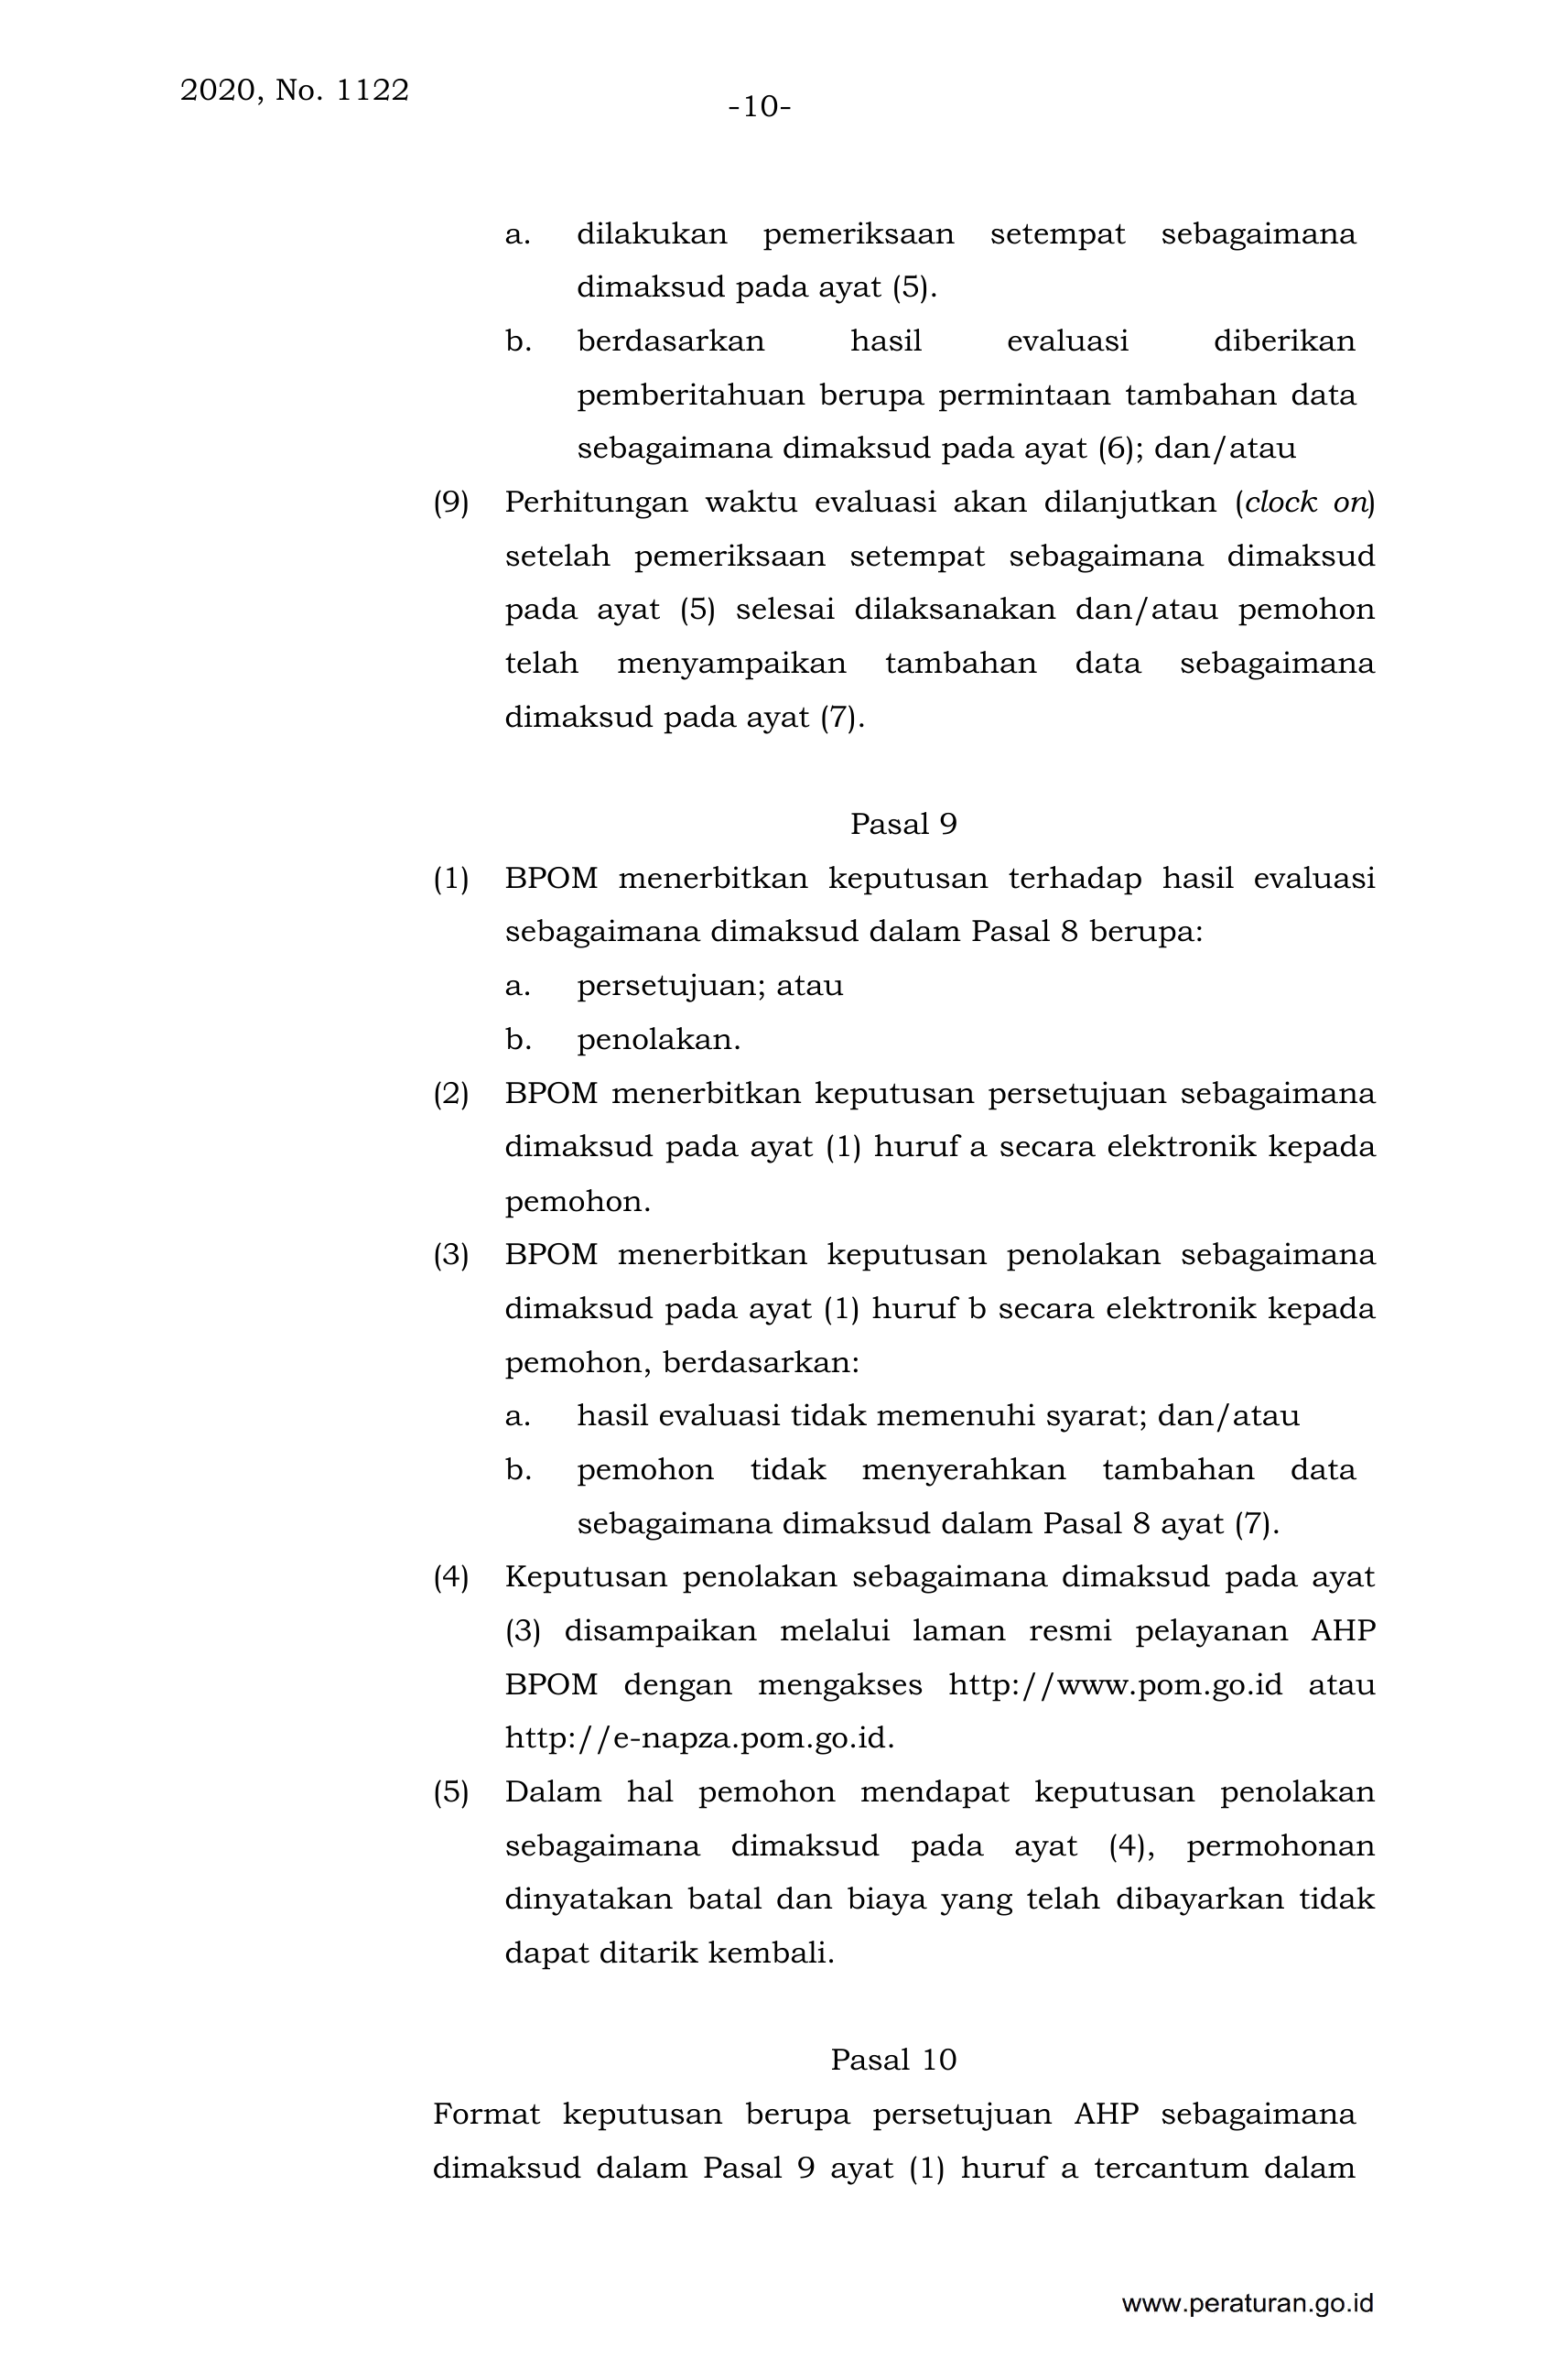 2020, No. 1122
-10-
a. dilakukan pemeriksaan setempat sebagaimana
dimaksud pada ayat (5).
b. berdasarkan hasil evaluasi diberikan
pemberitahuan berupa permintaan tambahan data
sebagaimana dimaksud pada ayat (6); dan/atau
(9) Perhitungan waktu evaluasi akan dilanjutkan (clock on)
setelah pemeriksaan setempat sebagaimana dimaksud
pada ayat (5) selesai dilaksanakan dan/atau pemohon
telah menyampaikan tambahan data sebagaimana
dimaksud pada ayat (7).
Pasal 9
(1) BPOM menerbitkan keputusan terhadap hasil evaluasi
sebagaimana dimaksud dalam Pasal 8 berupa:
a. persetujuan; atau
b. penolakan.
(2) BPOM menerbitkan keputusan persetujuan sebagaimana
dimaksud pada ayat (1) huruf a secara elektronik kepada
pemohon.
(3) BPOM menerbitkan keputusan penolakan sebagaimana
dimaksud pada ayat (1) huruf b secara elektronik kepada
pemohon, berdasarkan:
a. hasil evaluasi tidak memenuhi syarat; dan/atau
b. pemohon tidak menyerahkan tambahan data
sebagaimana dimaksud dalam Pasal 8 ayat (7).
(4) Keputusan penolakan sebagaimana dimaksud pada ayat
(3) disampaikan melalui laman resmi pelayanan AHP
BPOM dengan mengakses http://www.pom.go.id atau
http://e-napza.pom.go.id.
(5) Dalam hal pemohon mendapat keputusan penolakan
sebagaimana dimaksud pada ayat (4), permohonan
dinyatakan batal dan biaya yang telah dibayarkan tidak
dapat ditarik kembali.
Pasal 10
Format keputusan berupa persetujuan AHP sebagaimana
dimaksud dalam Pasal 9 ayat (1) huruf a tercantum dalam
www.peraturan.go.id